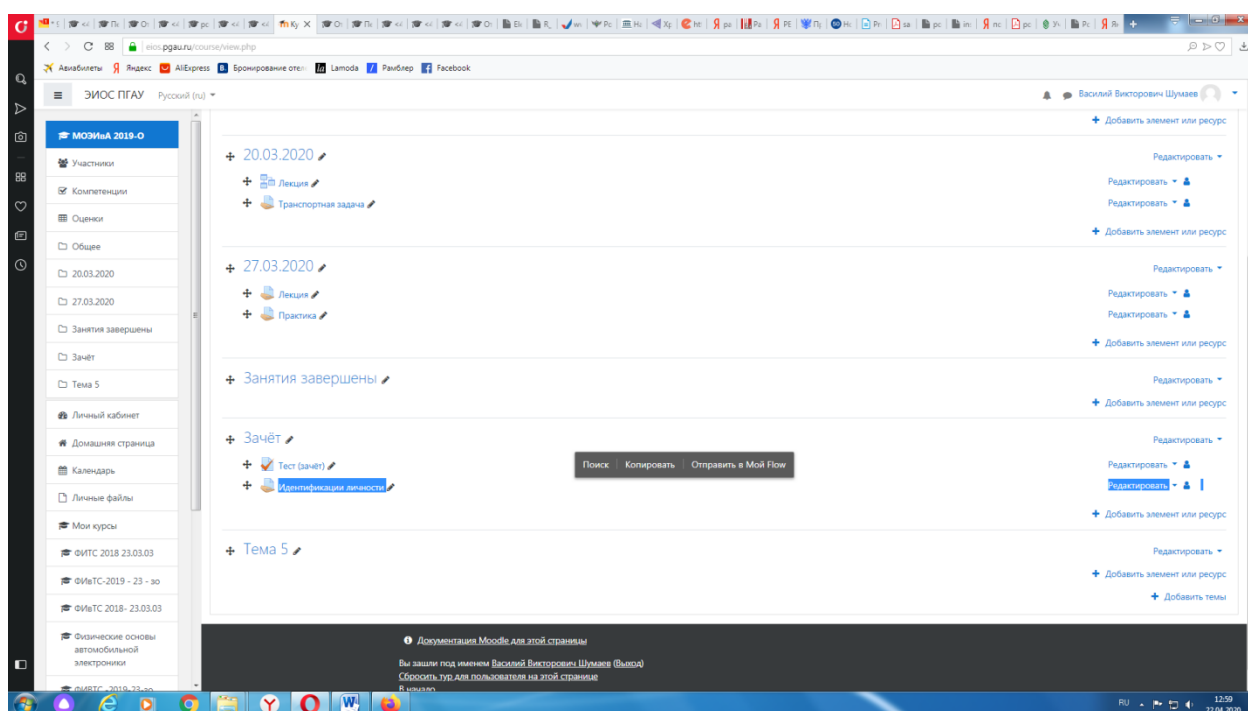 eios.pgau.ru/course/view.php
Авиабилеты Яндекс AliExpress Бронирование отел Lamoda Рамблер Facebook
ЭИОС ПГАУ Русский (ru)
Василий Викторович Шумаев
МОЭИвА 2019-О
Участники
Компетенции
Оценки
Общее
20.03.2020
27.03.2020
Занятия завершены
Зачёт
Тема 5
Личный кабинет
Домашняя страница
Календарь
Личные файлы
Мои курсы
ФИТС 2018 23.03.03
ФИвТС-2019 - 23 - зо
ФИвТС 2018- 23.03.03
Физические основы
автомобильной
электроники
Добавить элемент или ресурс
20.03.2020 Редактировать
Лекция Редактировать
Транспортная задача Редактировать
Добавить элемент или ресурс
27.03.2020 Редактировать
Лекция Редактировать
Практика Редактировать
Добавить элемент или ресурс
Занятия завершены Редактировать
Добавить элемент или ресурс
Зачёт Редактировать
Тест (зачёт) Редактировать
Поиск Копировать Отправить в Мой Flow
Идентификации личности Редактировать
Добавить элемент или ресурс
Тема 5 Редактировать
Добавить элемент или ресурс
Добавить темы
Документация Moodle для этой страницы
Вы зашли под именем Василий Викторович Шумаев (Выход)
Сбросить тур для пользователя на этой странице
В начало
RU
12:59
22.04.2020